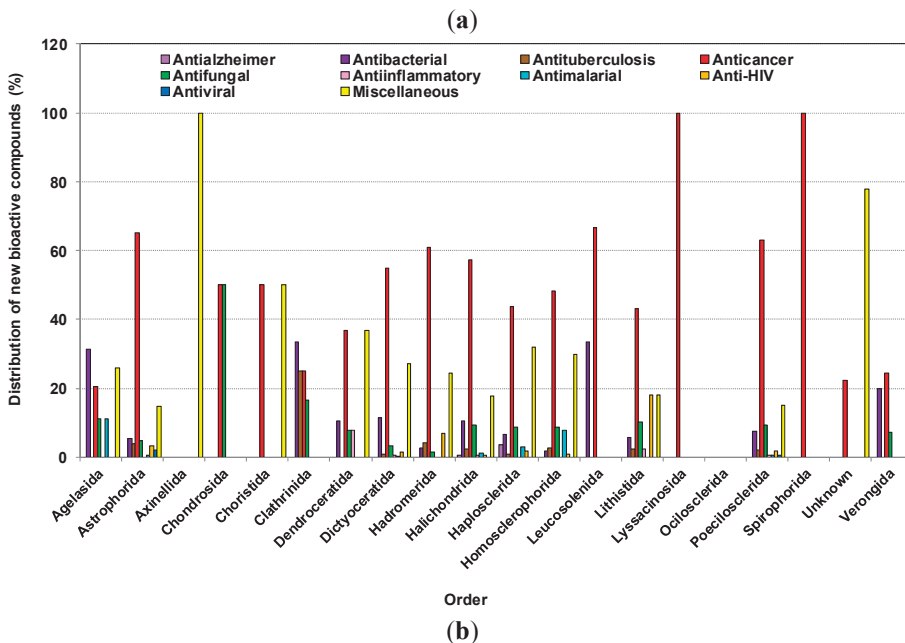 (a)
120
100
80
60
40
20
0
Distribution of new bioactive compounds (%)
Antialzheimer Antibacterial Antituberculosis Anticancer
Antifungal Antiinflammatory Antimalarial Anti-HIV
Antiviral Miscellaneous
Agelasida
Astrophorida
Axinellida
Chondrosida
Choristida
Clathrinida
Dendroceratida
Dictyoceratida
Hadromerida
Halichondrida
Haplosclerida
Homosclerophorida
Leucosolenida
Lithistida
Lyssacinosida
Ocilosclerida
Poecilosclerida
Spirophorida
Unknown
Verongida
Order
(b)